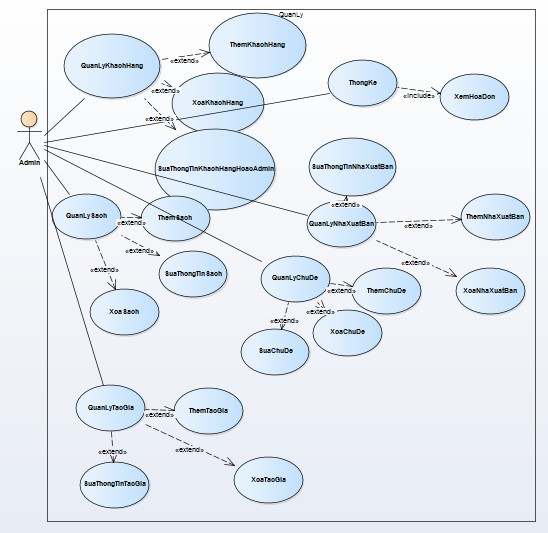 QuanLy
ThemKhachHang
QuanLyKhachHang
«extend»
«extend»
«extend»
XoaKhachHang
ThongKe
«include»
XemHoaDon
Admin
SuaThongTinKhachHangHoacAdmin
SuaThongTinNhaXuatBan
«extend»
QuanLyNhaXuatBan
«extend»
ThemNhaXuatBan
«extend»
XoaNhaXuatBan
QuanLySach
«extend»
ThemSach
«extend»
SuaThongTinSach
«extend»
XoaSach
QuanLyChuDe
«extend»
ThemChuDe
«extend»
XoaChuDe
«extend»
SuaChuDe
QuanLyTacGia
«extend»
ThemTacGia
«extend»
XoaTacGia
«extend»
SuaThongTinTacGia